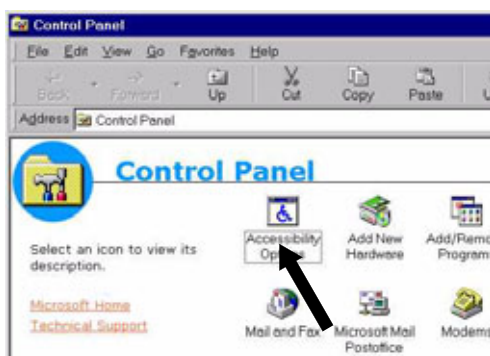 Control Panel
File Edit View Go Favorites Help
Back Forward Up Cut Copy Paste
Address Control Panel
Control Panel
Select an icon to view its
description.
Microsoft Home
Technical Support
Accessibility Add New Add/Remo
Hardware Program
Mail and Fax Microsoft Mail Modems
Postoffice